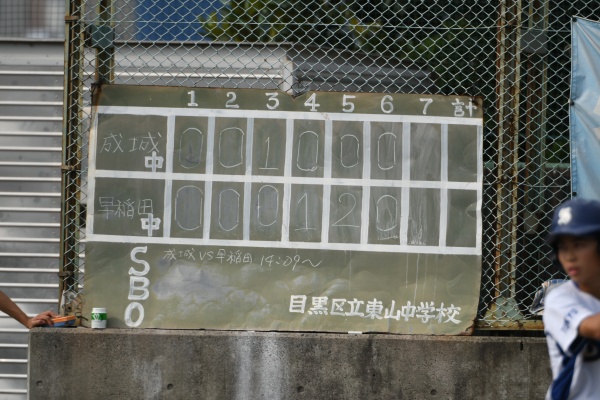 1 2 3 4 5 6 7 計
成城中 0 0 1 0 0 0
早稲田中 0 0 0 1 2 0
S 成城 VS 早稲田 14:09〜
B
O 目黒区立東山中学校